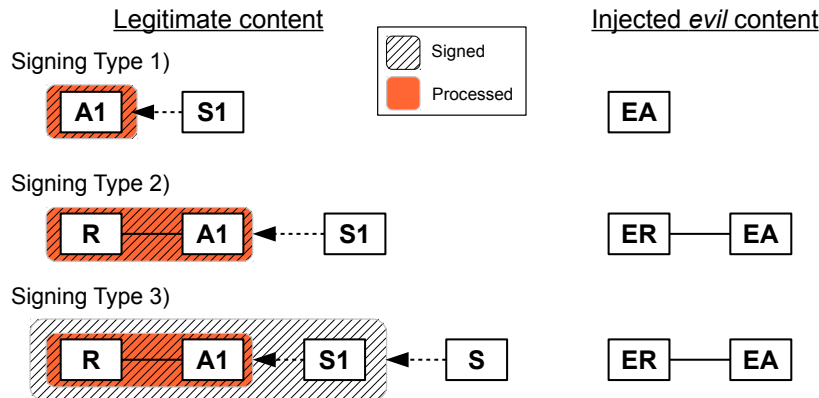 Legitimate content
Injected evil content
Signed
Processed
Signing Type 1)
A1 S1 EA
Signing Type 2)
R A1 S1 ER EA
Signing Type 3)
R A1 S1 S ER EA